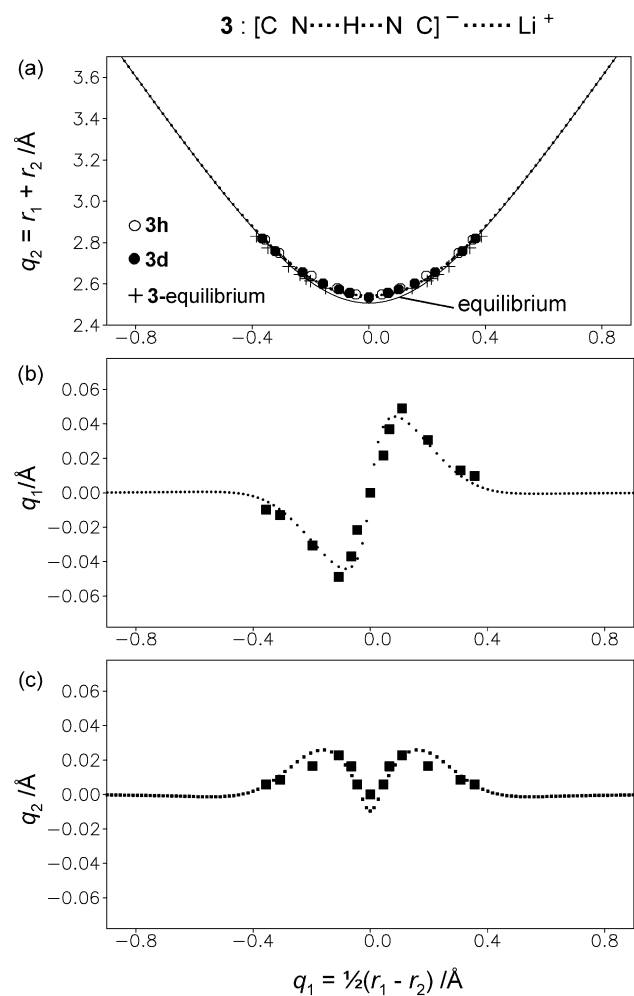 3 : [C N·····H····N C]⁻ ······· Li⁺
(a)
q₂ = r₁ + r₂ /Å
3.6
3.4
3.2
3.0
2.8
2.6
2.4
3h
3d
3-equilibrium
equilibrium
−0.8 −0.4 0.0 0.4 0.8
(b)
q₁/Å
0.06
0.04
0.02
0.00
−0.02
−0.04
−0.06
−0.8 −0.4 0.0 0.4 0.8
(c)
q₂ /Å
0.06
0.04
0.02
0.00
−0.02
−0.04
−0.06
−0.8 −0.4 0.0 0.4 0.8
q₁ = ½(r₁ - r₂) /Å